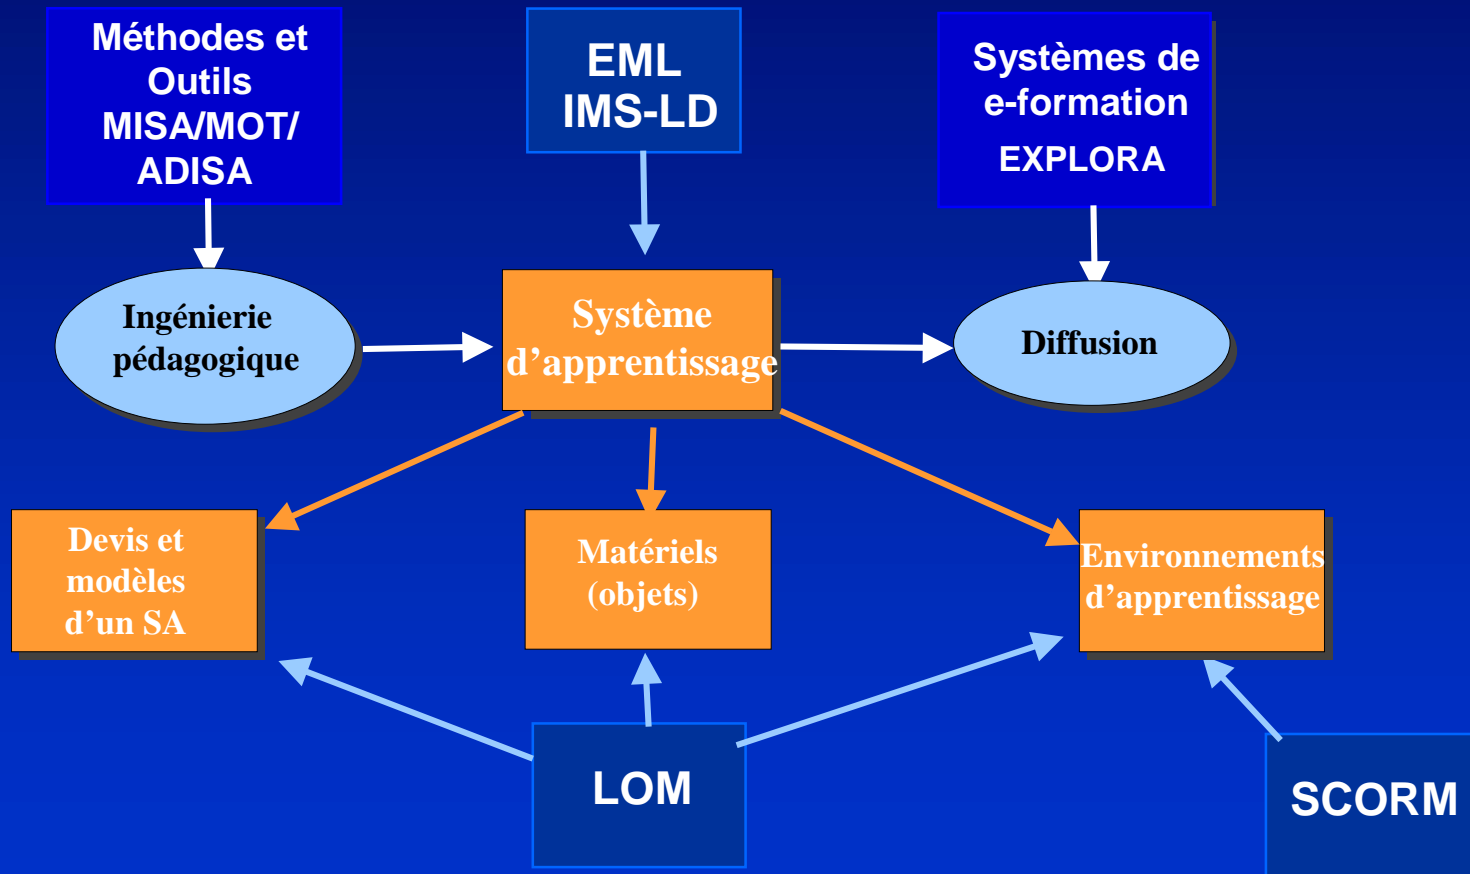 Méthodes et
Outils
MISA/MOT/
ADISA
EML
IMS-LD
Systèmes de
e-formation
EXPLORA
Ingénierie
pédagogique
Système
d’apprentissage
Diffusion
Devis et
modèles
d’un SA
Matériels
(objets)
Environnements
d’apprentissage
LOM
SCORM